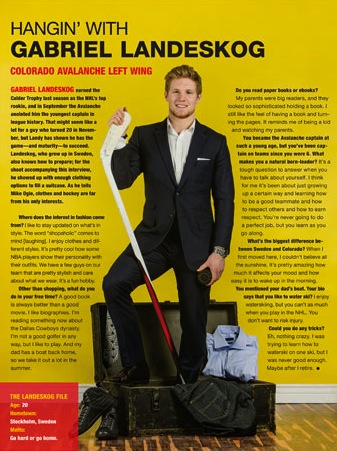 HANGIN' WITH
GABRIEL LANDESKOG
COLORADO AVALANCHE LEFT WING
GABRIEL LANDESKOG earned the
Calder Trophy last season as the NHL's top
rookie, and in September the Avalanche
anointed him the youngest captain in
league history. That might seem like a
lot for a guy who turned 20 in Novem-
ber, but Landy has shown he has the
game—and maturity—to succeed.
Landeskog, who grew up in Sweden,
also knows how to prepare; for the
shoot accompanying this interview,
he showed up with enough clothing
options to fill a suitcase. As he tells
Mike Ogle, clothes and hockey are far
from his only interests.
Where does the interest in fashion come
from? I like to stay updated on what's in
style. The word "shopaholic" comes to
mind [laughing]. I enjoy clothes and dif-
ferent styles. It's pretty cool how some
NBA players show their personality with
their outfits. We have a few guys on our
team that are pretty stylish and care
about what we wear. It's a fun hobby.
Other than shopping, what do you
do in your free time? A good book
is always better than a good
movie. I like biographies. I'm
reading something now about
the Dallas Cowboys dynasty.
I'm not a good golfer in any
way, but I like to play. And my
dad has a boat back home,
so we take it out a lot in the
summer.
Do you read paper books or ebooks?
My parents were big readers, and they
looked so sophisticated holding a book. I
still like the feel of having a book and turn-
ing the pages. It reminds me of being a kid
and watching my parents.
You became the Avalanche captain at
such a young age, but you've been cap-
tain on teams since you were 6. What
makes you a natural born-leader? It's a
tough question to answer when you
have to talk about yourself. I think
for me it's been about just growing
up a certain way and learning how
to be a good teammate and how
to respect others and how to earn
respect. You're never going to do
a perfect job, but you learn as you
go along.
What's the biggest difference be-
tween Sweden and Colorado? When I
first moved here, I couldn't believe all
the sunshine. It's pretty amazing how
much it affects your mood and how
easy it is to wake up in the morning.
You mentioned your dad's boat. Your bio
says that you like to water ski? I enjoy
waterskiing, but you can't as much
when you play in the NHL. You
don't want to risk injury.
Could you do any tricks?
Eh, nothing crazy. I was
trying to learn how to
waterski on one ski, but I
was never good enough.
Maybe after I retire.
THE LANDESKOG FILE
Age: 20
Hometown:
Stockholm, Sweden
Motto:
Go hard or go home.